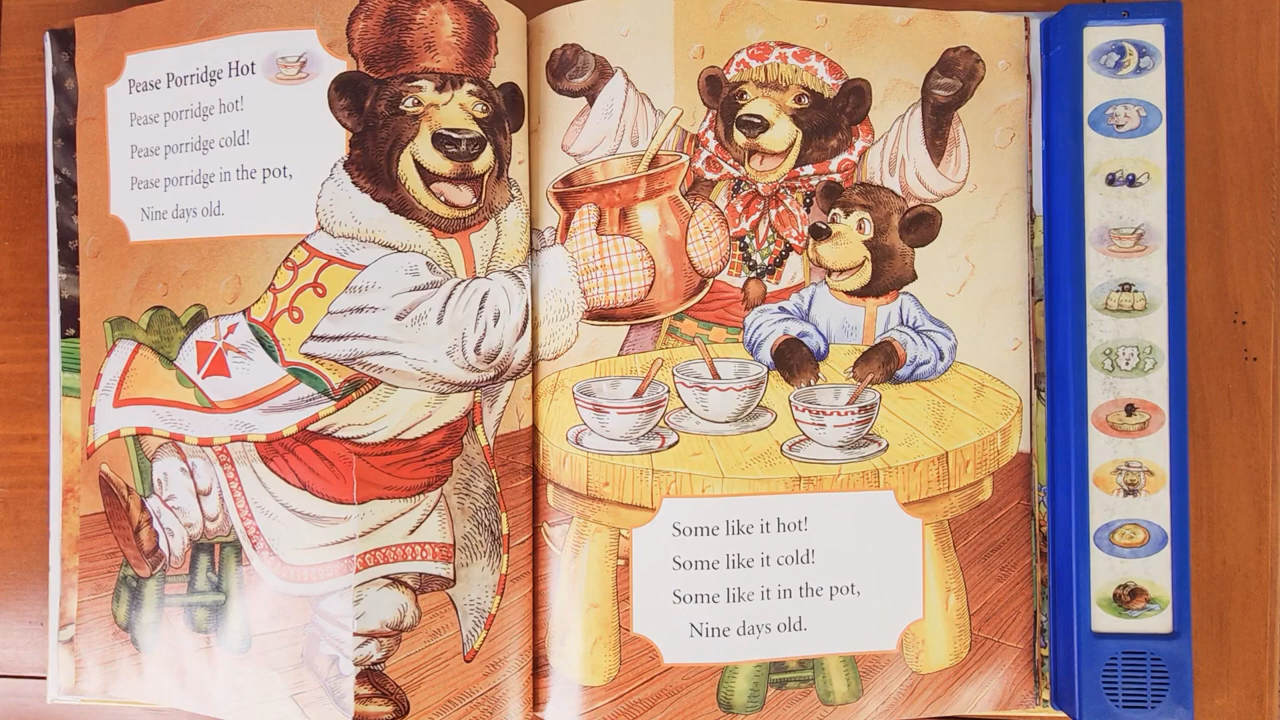 Pease Porridge Hot
Pease porridge hot!
Pease porridge cold!
Pease porridge in the pot,
Nine days old.
Some like it hot!
Some like it cold!
Some like it in the pot,
Nine days old.